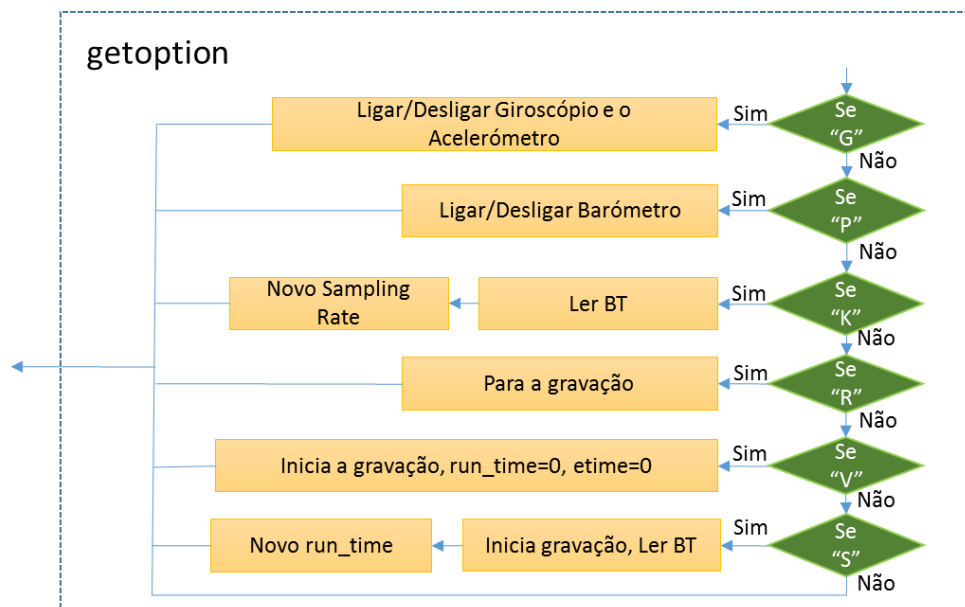 getoption
Ligar/Desligar Giroscópio e o
Acelerómetro
Sim
Se
“G”
Não
Ligar/Desligar Barómetro
Sim
Se
“P”
Não
Novo Sampling
Rate
Ler BT
Sim
Se
“K”
Não
Para a gravação
Sim
Se
“R”
Não
Inicia a gravação, run_time=0, etime=0
Sim
Se
“V”
Não
Novo run_time
Inicia gravação, Ler BT
Sim
Se
“S”
Não